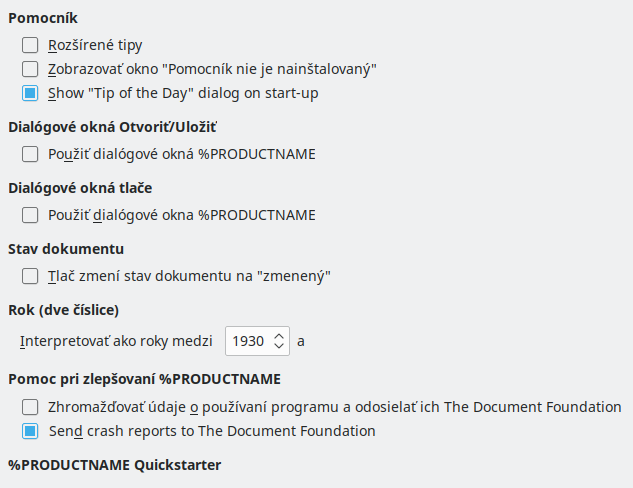 Pomocník
Rozšírené tipy
Zobrazovať okno "Pomocník nie je nainštalovaný"
Show "Tip of the Day" dialog on start-up
Dialógové okná Otvoriť/Uložiť
Použiť dialógové okná %PRODUCTNAME
Dialógové okná tlače
Použiť dialógové okna %PRODUCTNAME
Stav dokumentu
Tlač zmení stav dokumentu na "zmenený"
Rok (dve číslice)
Interpretovať ako roky medzi 1930 a
Pomoc pri zlepšovaní %PRODUCTNAME
Zhromažďovať údaje o používaní programu a odosielať ich The Document Foundation
Send crash reports to The Document Foundation
%PRODUCTNAME Quickstarter